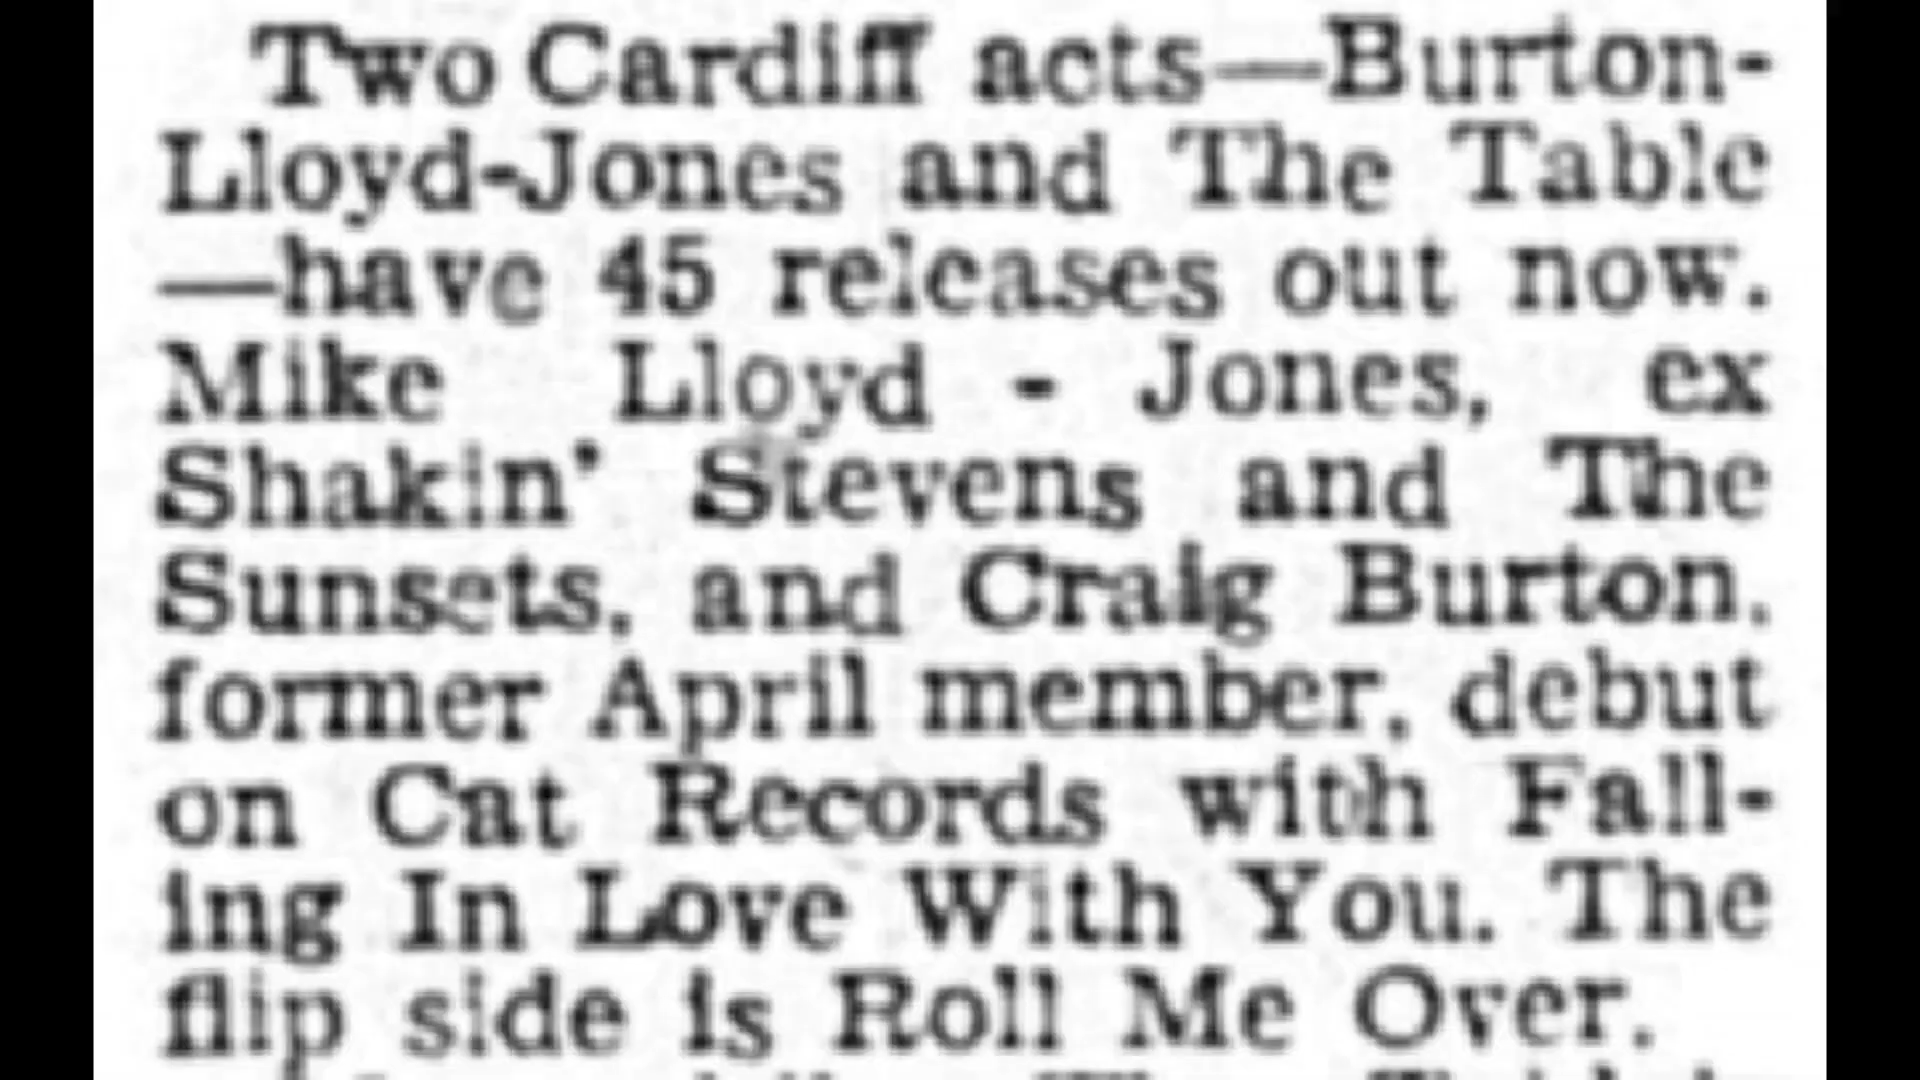 Two Cardiff acts—Burton-
Lloyd-Jones and The Table
—have 45 releases out now.
Mike Lloyd - Jones, ex
Shakin' Stevens and The
Sunsets, and Craig Burton,
former April member, debut
on Cat Records with Fall-
ing In Love With You. The
flip side is Roll Me Over.